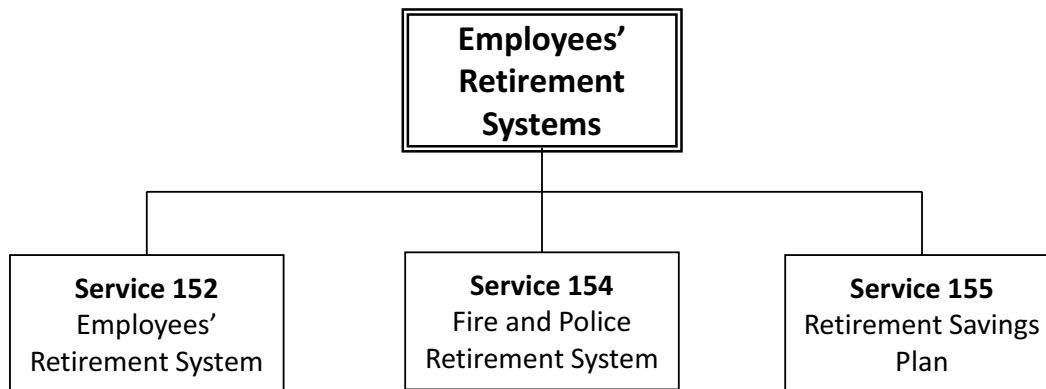 Employees’
Retirement
Systems
Service 152
Employees’
Retirement System
Service 154
Fire and Police
Retirement System
Service 155
Retirement Savings
Plan